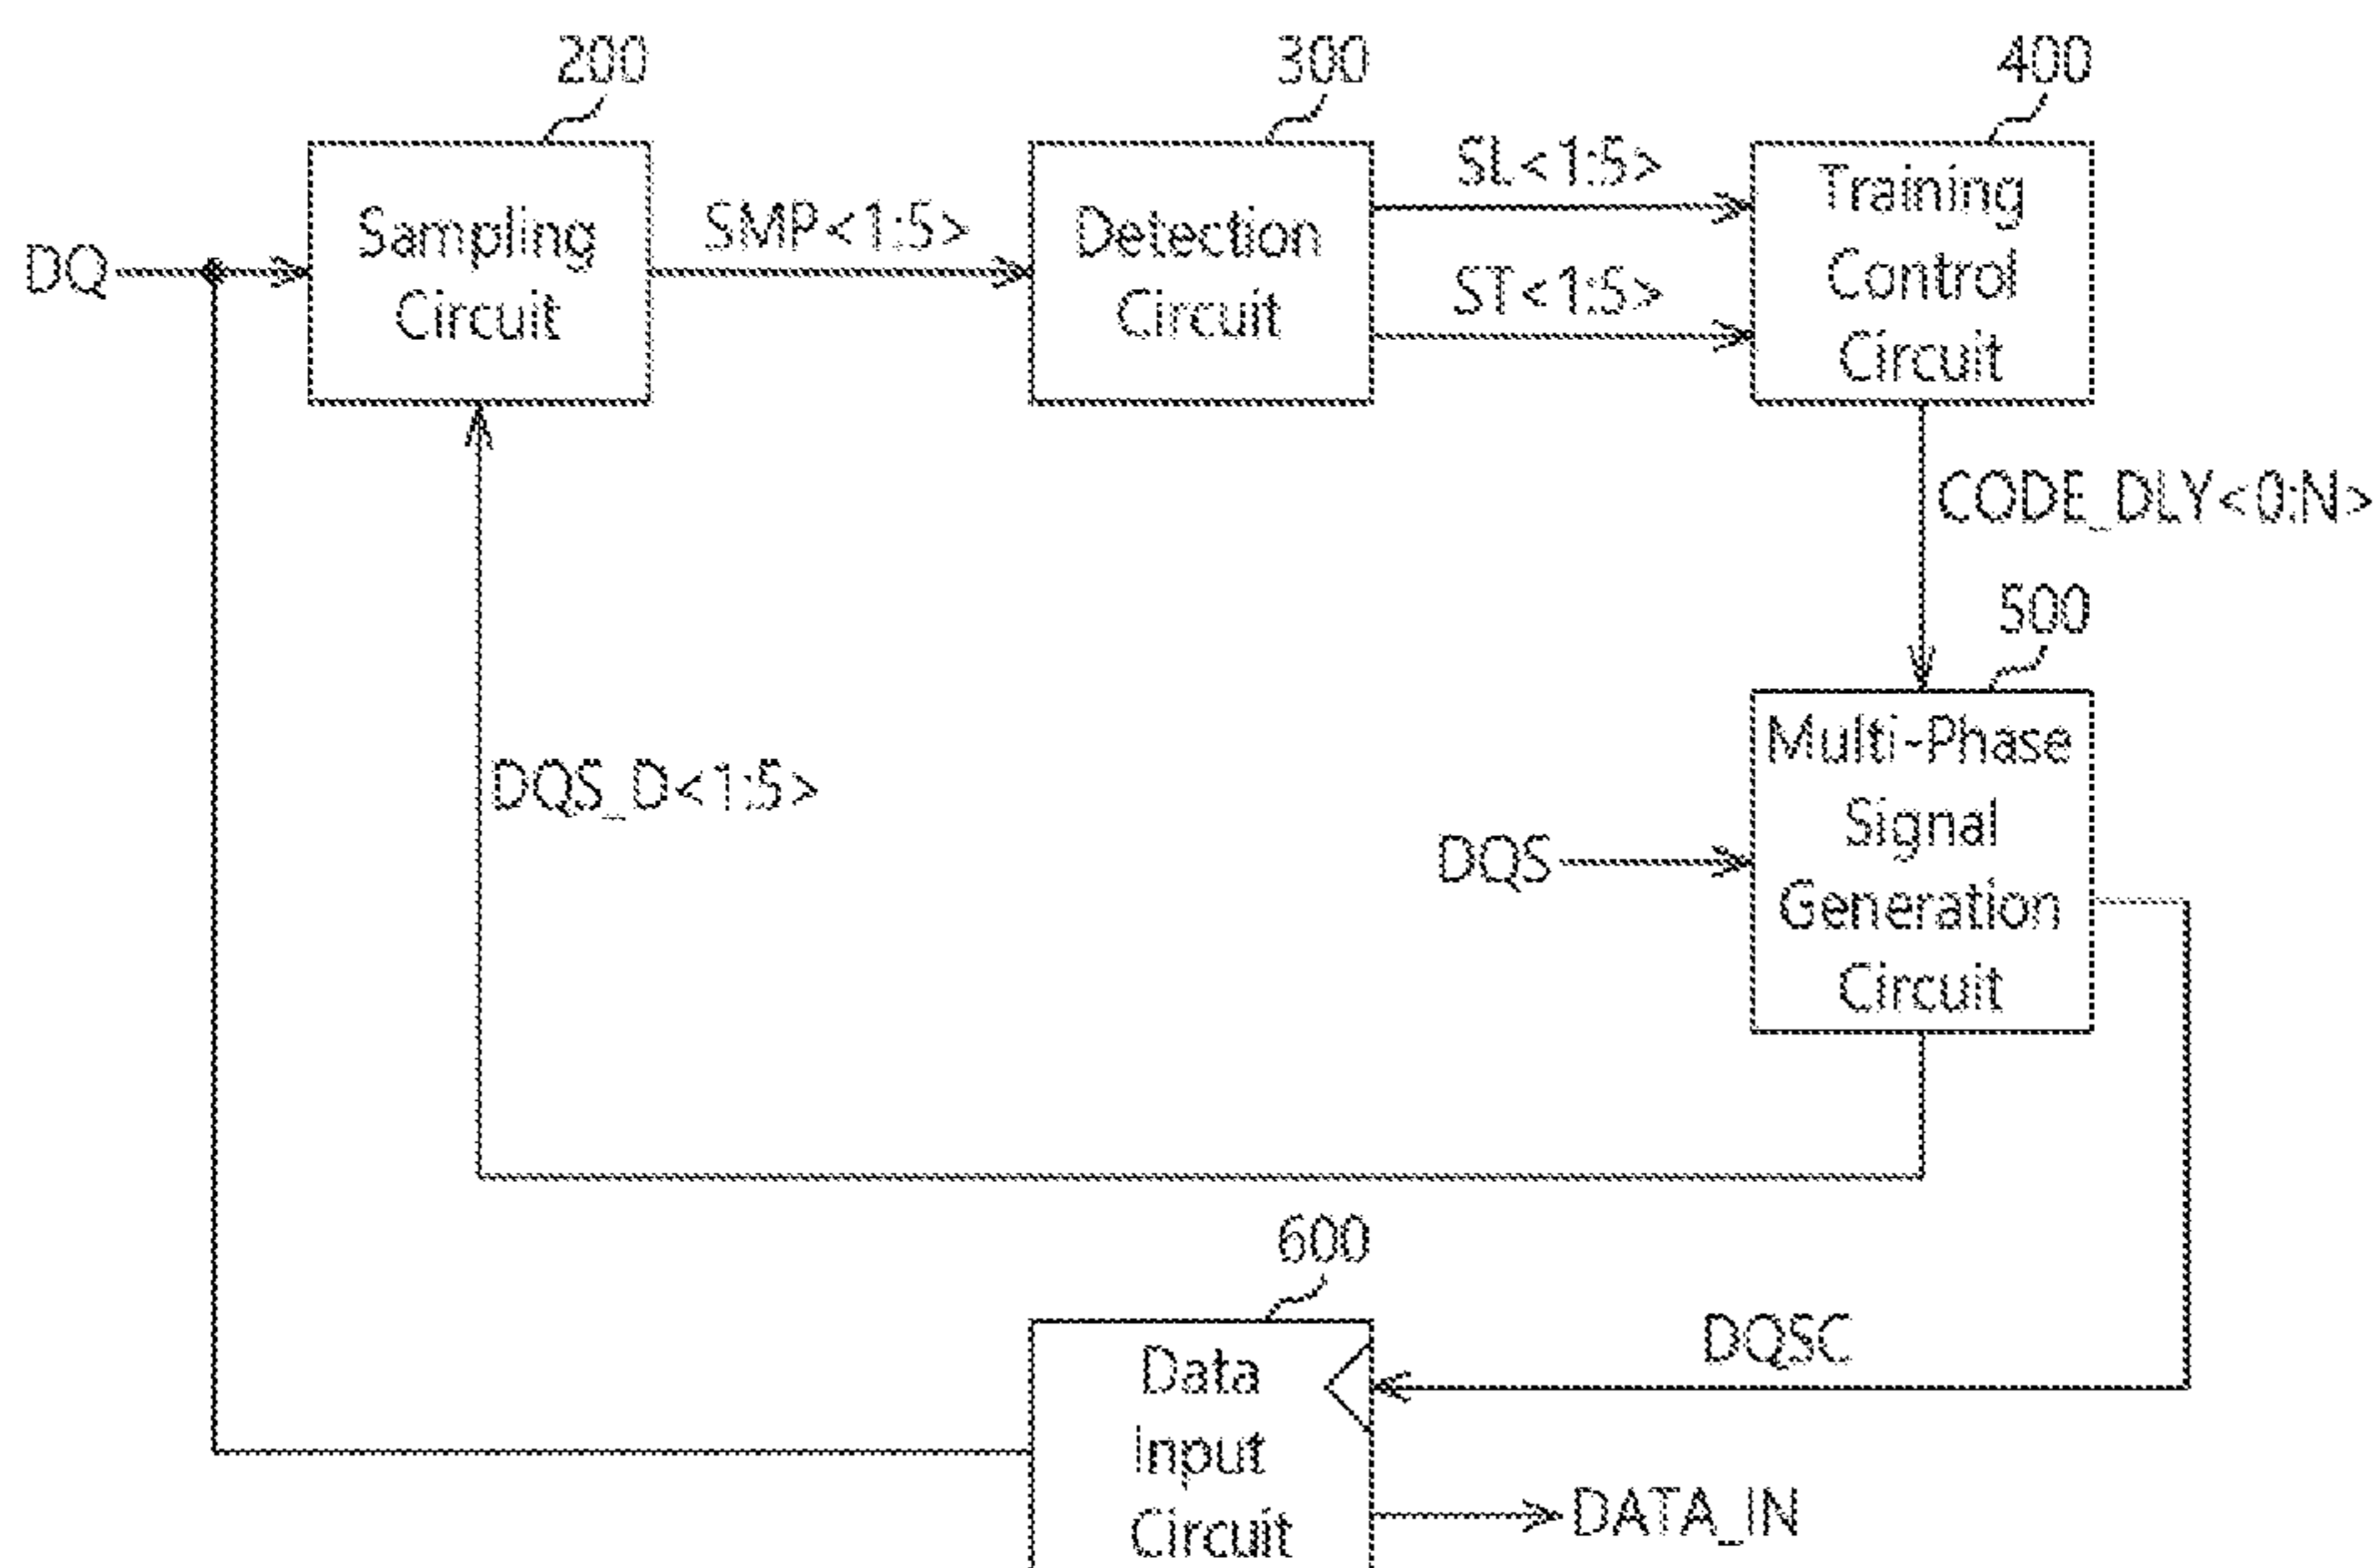 200
300
400
DQ
Sampling
Circuit
SMP<1:5>
Detection
Circuit
SL<1:5>
ST<1:5>
Training
Control
Circuit
CODE_DLY<0:N>
500
DQS_D<1:5>
DQS
Multi-Phase
Signal
Generation
Circuit
600
Data
Input
Circuit
DQSC
DATA_IN